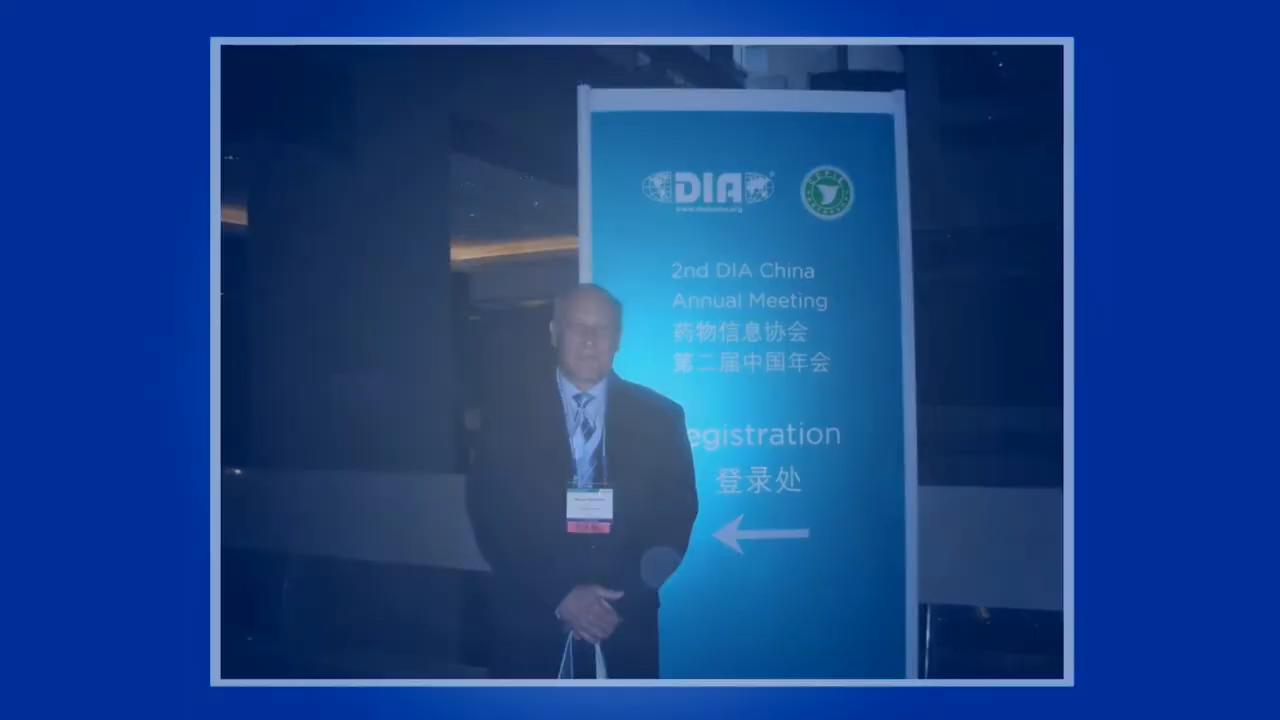 DIA
2nd DIA China
Annual Meeting
药物信息协会
第二届中国年会
egistration
登录处